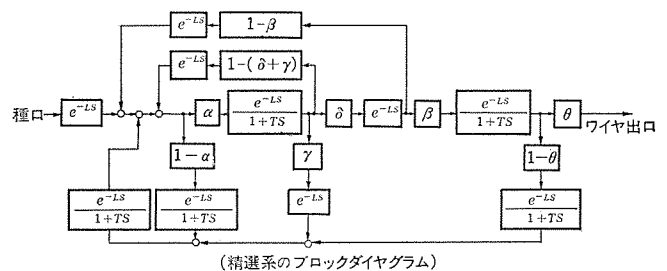 e^{-LS} 1-β
e^{-LS} 1-(δ+γ)
種口 e^{-LS} α e^{-LS}/1+TS δ e^{-LS} β e^{-LS}/1+TS θ ワイヤ出口
1-α γ 1-θ
e^{-LS}/1+TS e^{-LS}/1+TS e^{-LS} e^{-LS}/1+TS
(精選系のブロックダイヤグラム)